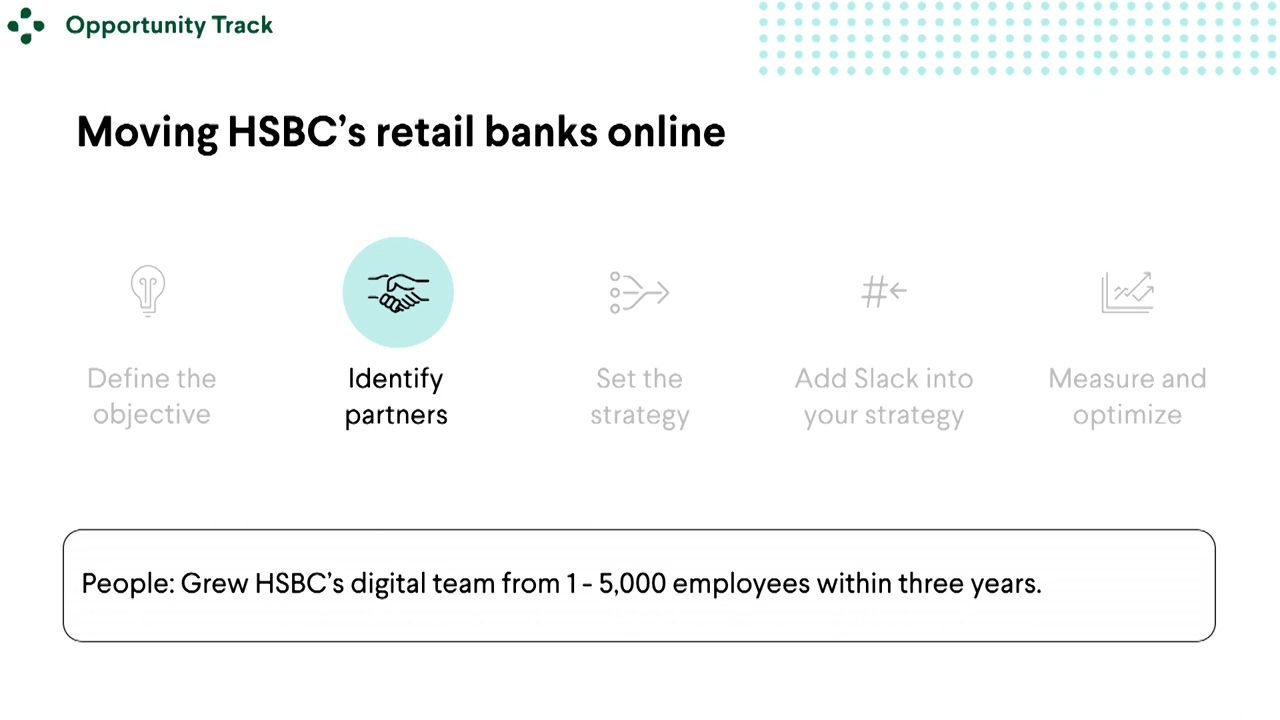 Opportunity Track
Moving HSBC’s retail banks online
Define the
objective
Identify
partners
Set the
strategy
Add Slack into
your strategy
Measure and
optimize
People: Grew HSBC’s digital team from 1 - 5,000 employees within three years.